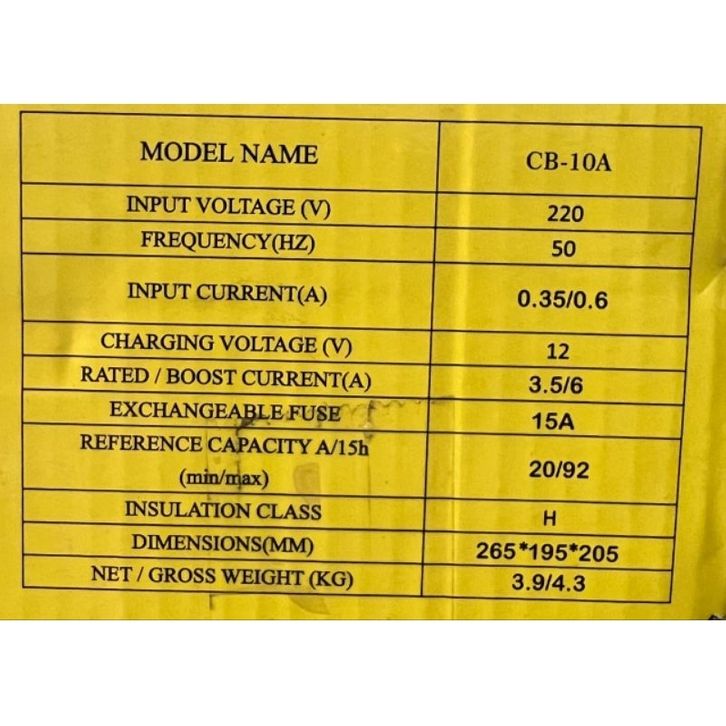 MODEL NAME CB-10A
INPUT VOLTAGE (V) 220
FREQUENCY(HZ) 50
INPUT CURRENT(A) 0.35/0.6
CHARGING VOLTAGE (V) 12
RATED / BOOST CURRENT(A) 3.5/6
EXCHANGEABLE FUSE 15A
REFERENCE CAPACITY A/15h
(min/max) 20/92
INSULATION CLASS H
DIMENSIONS(MM) 265*195*205
NET / GROSS WEIGHT (KG) 3.9/4.3